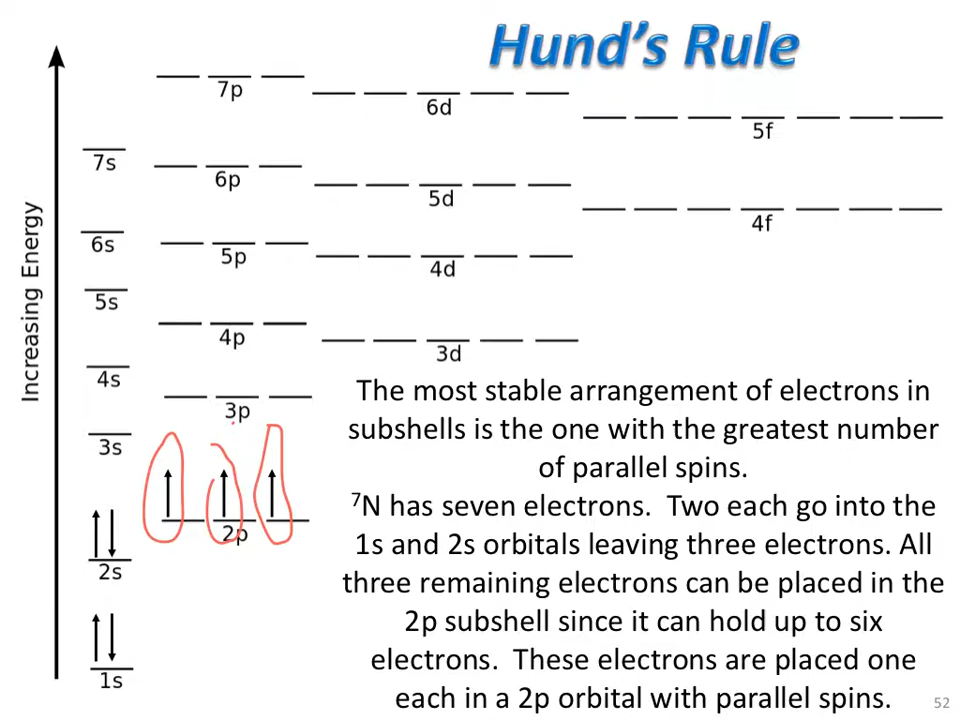 Hund's Rule
Increasing Energy
7p
6d
5f
7s
6p
5d
4f
6s
5p
4d
5s
4p
3d
4s
3p
3s
2p
2s
1s
The most stable arrangement of electrons in
subshells is the one with the greatest number
of parallel spins.
⁷N has seven electrons. Two each go into the
1s and 2s orbitals leaving three electrons. All
three remaining electrons can be placed in the
2p subshell since it can hold up to six
electrons. These electrons are placed one
each in a 2p orbital with parallel spins.
52